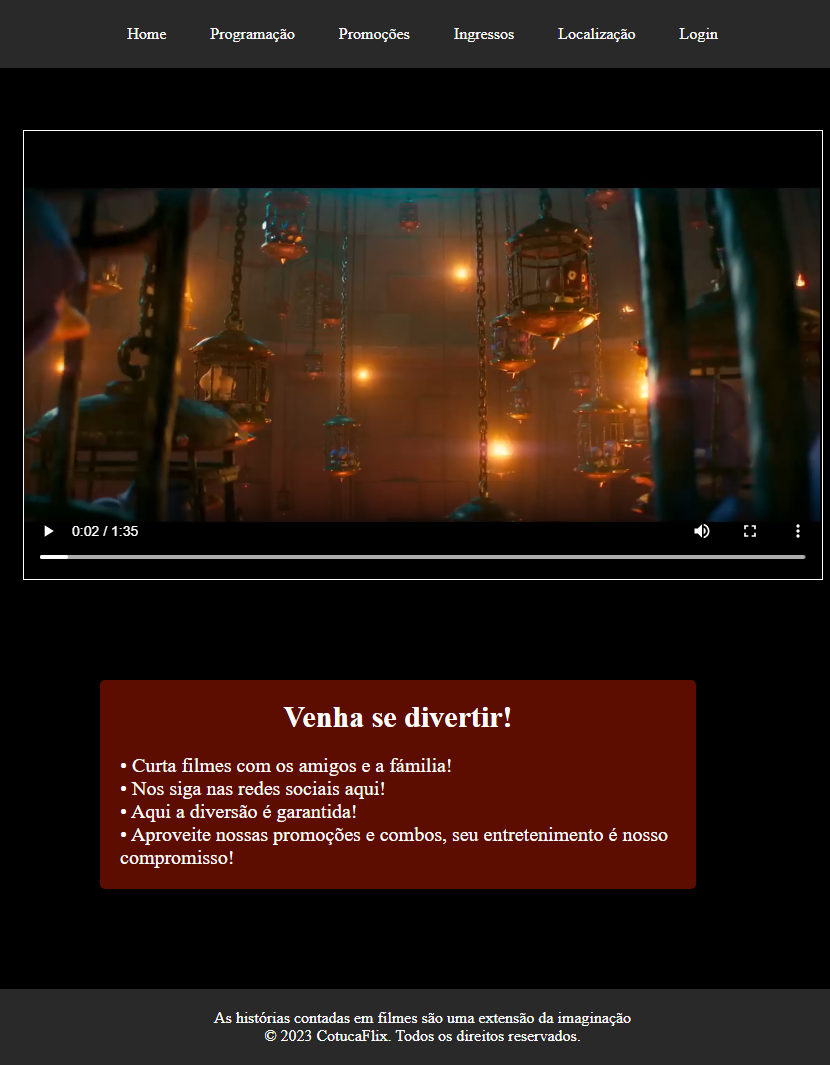 Home Programação Promoções Ingressos Localização Login
0:02 / 1:35
Venha se divertir!
• Curta filmes com os amigos e a fámilia!
• Nos siga nas redes sociais aqui!
• Aqui a diversão é garantida!
• Aproveite nossas promoções e combos, seu entretenimento é nosso
compromisso!
As histórias contadas em filmes são uma extensão da imaginação
© 2023 CotucaFlix. Todos os direitos reservados.